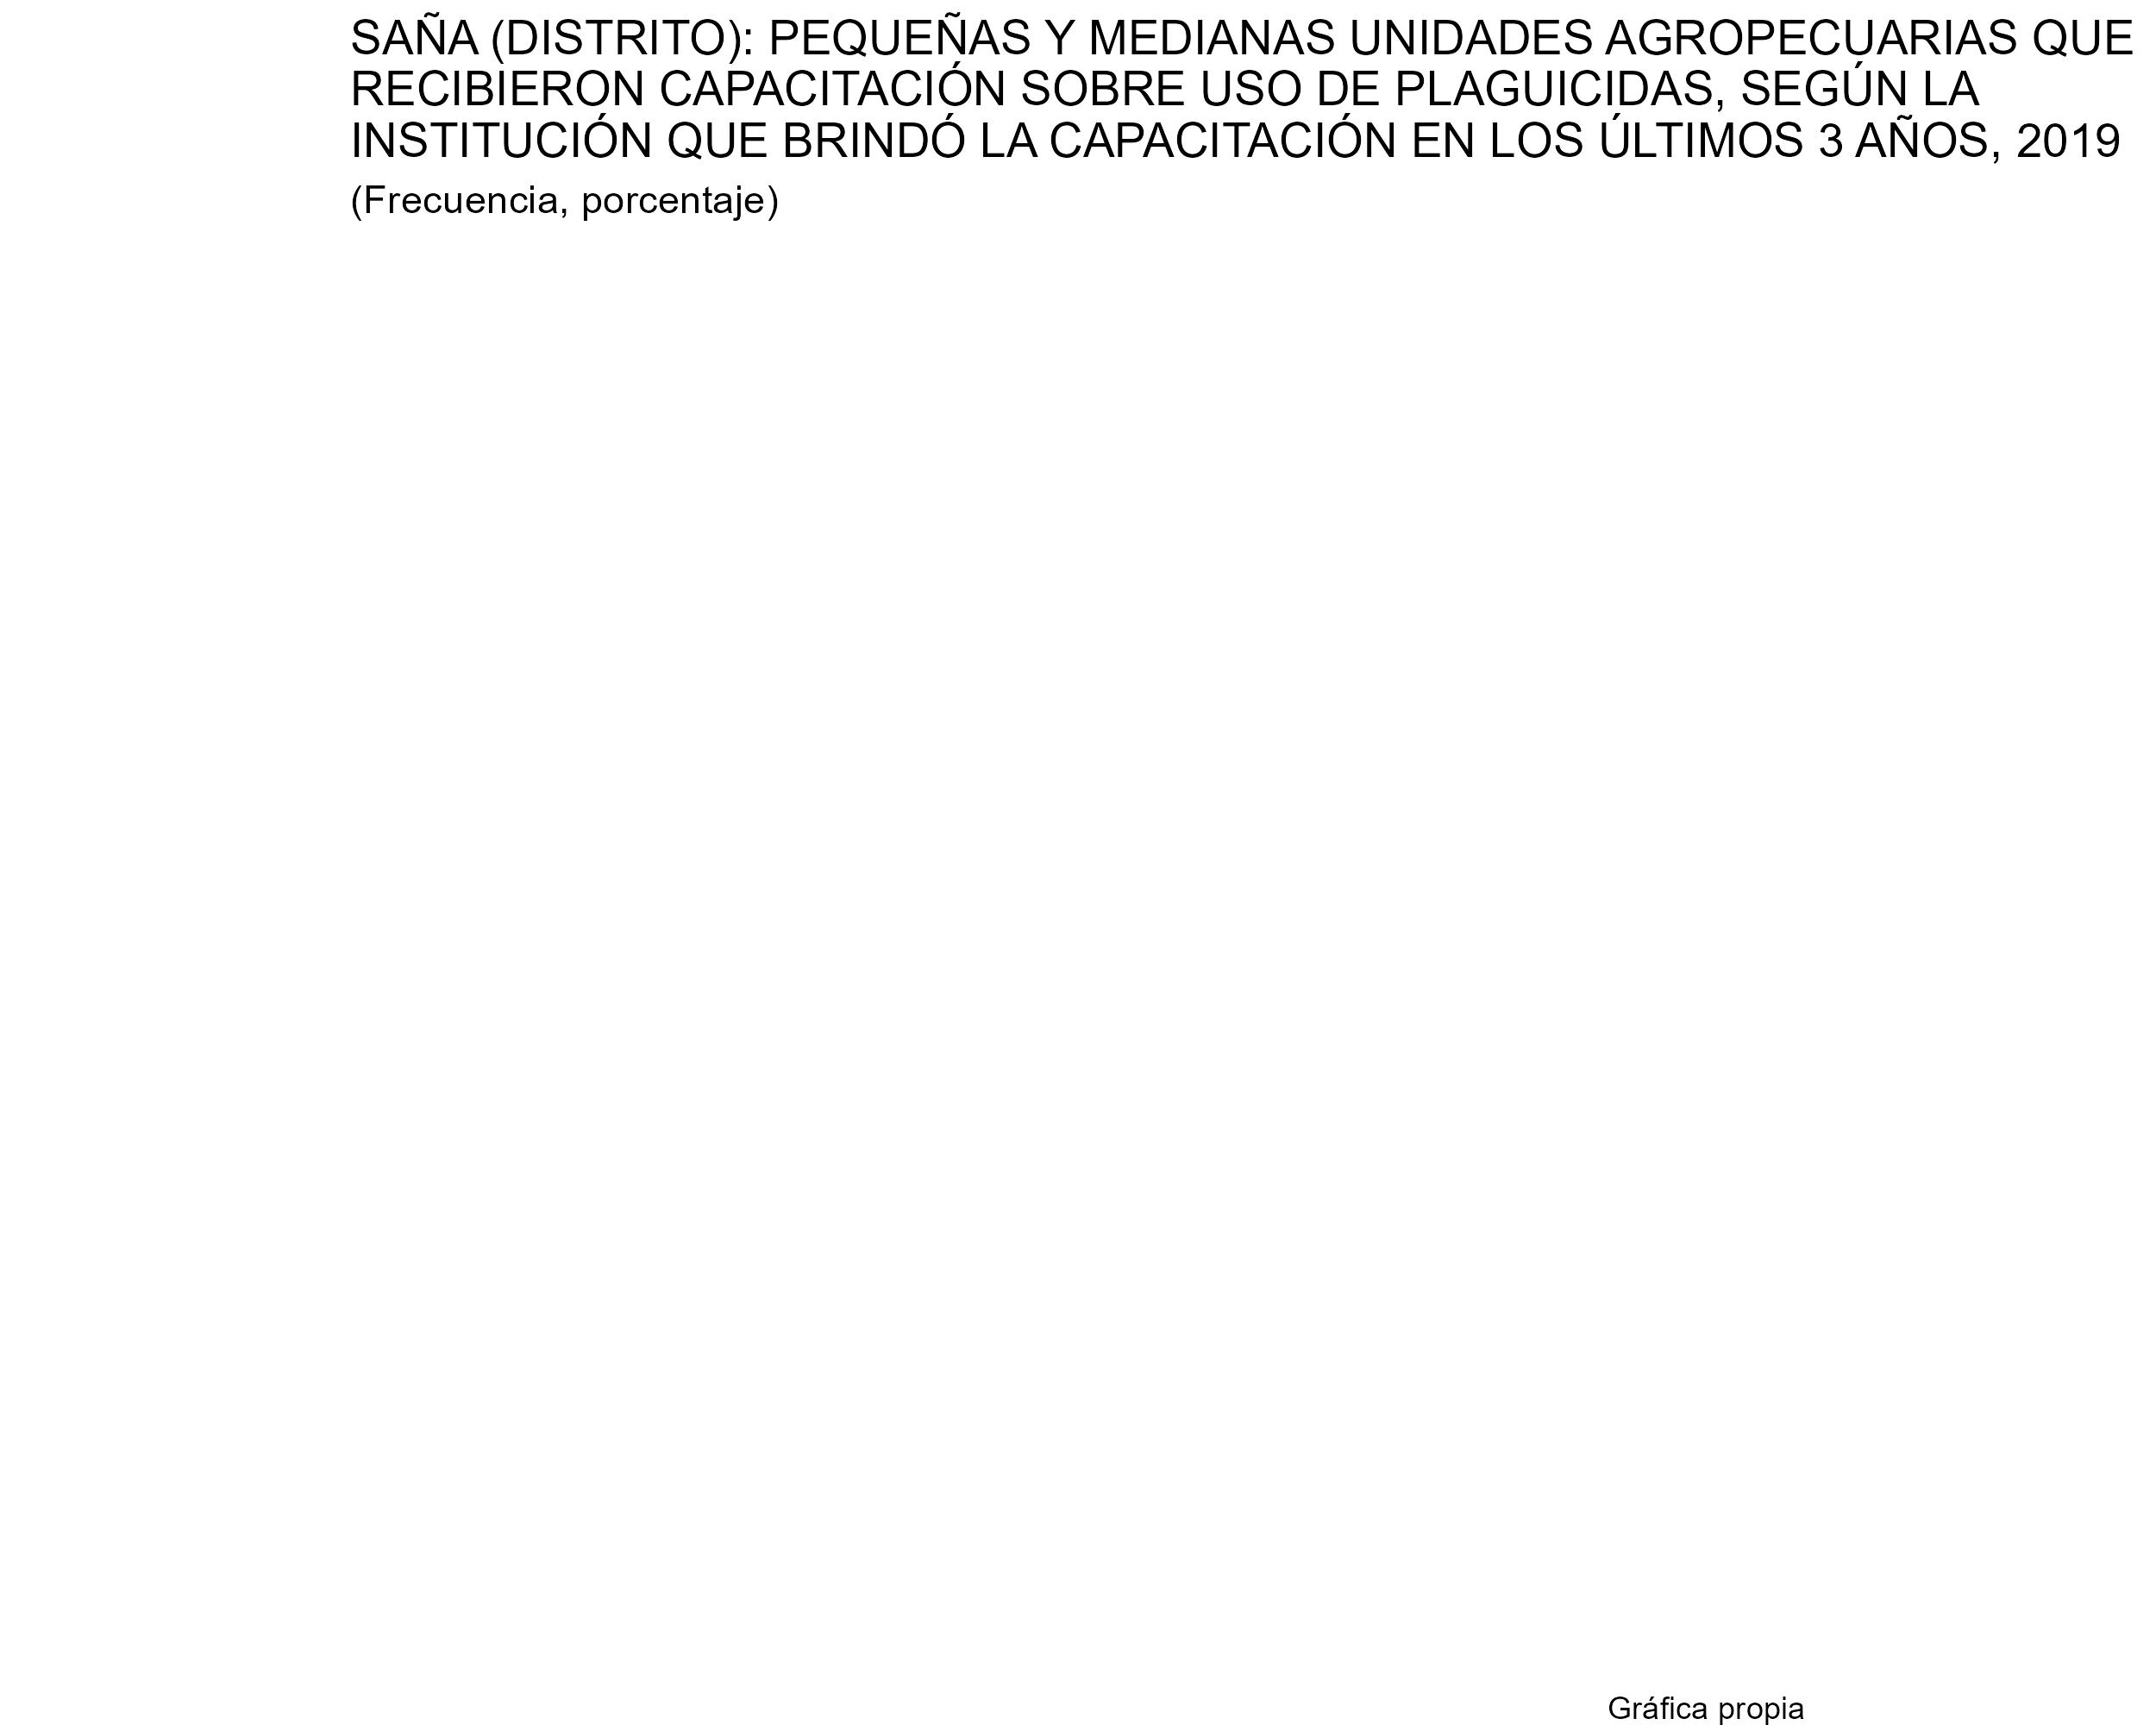 SAÑA (DISTRITO): PEQUEÑAS Y MEDIANAS UNIDADES AGROPECUARIAS QUE
RECIBIERON CAPACITACIÓN SOBRE USO DE PLAGUICIDAS, SEGÚN LA
INSTITUCIÓN QUE BRINDÓ LA CAPACITACIÓN EN LOS ÚLTIMOS 3 AÑOS, 2019
(Frecuencia, porcentaje)
Gráfica propia